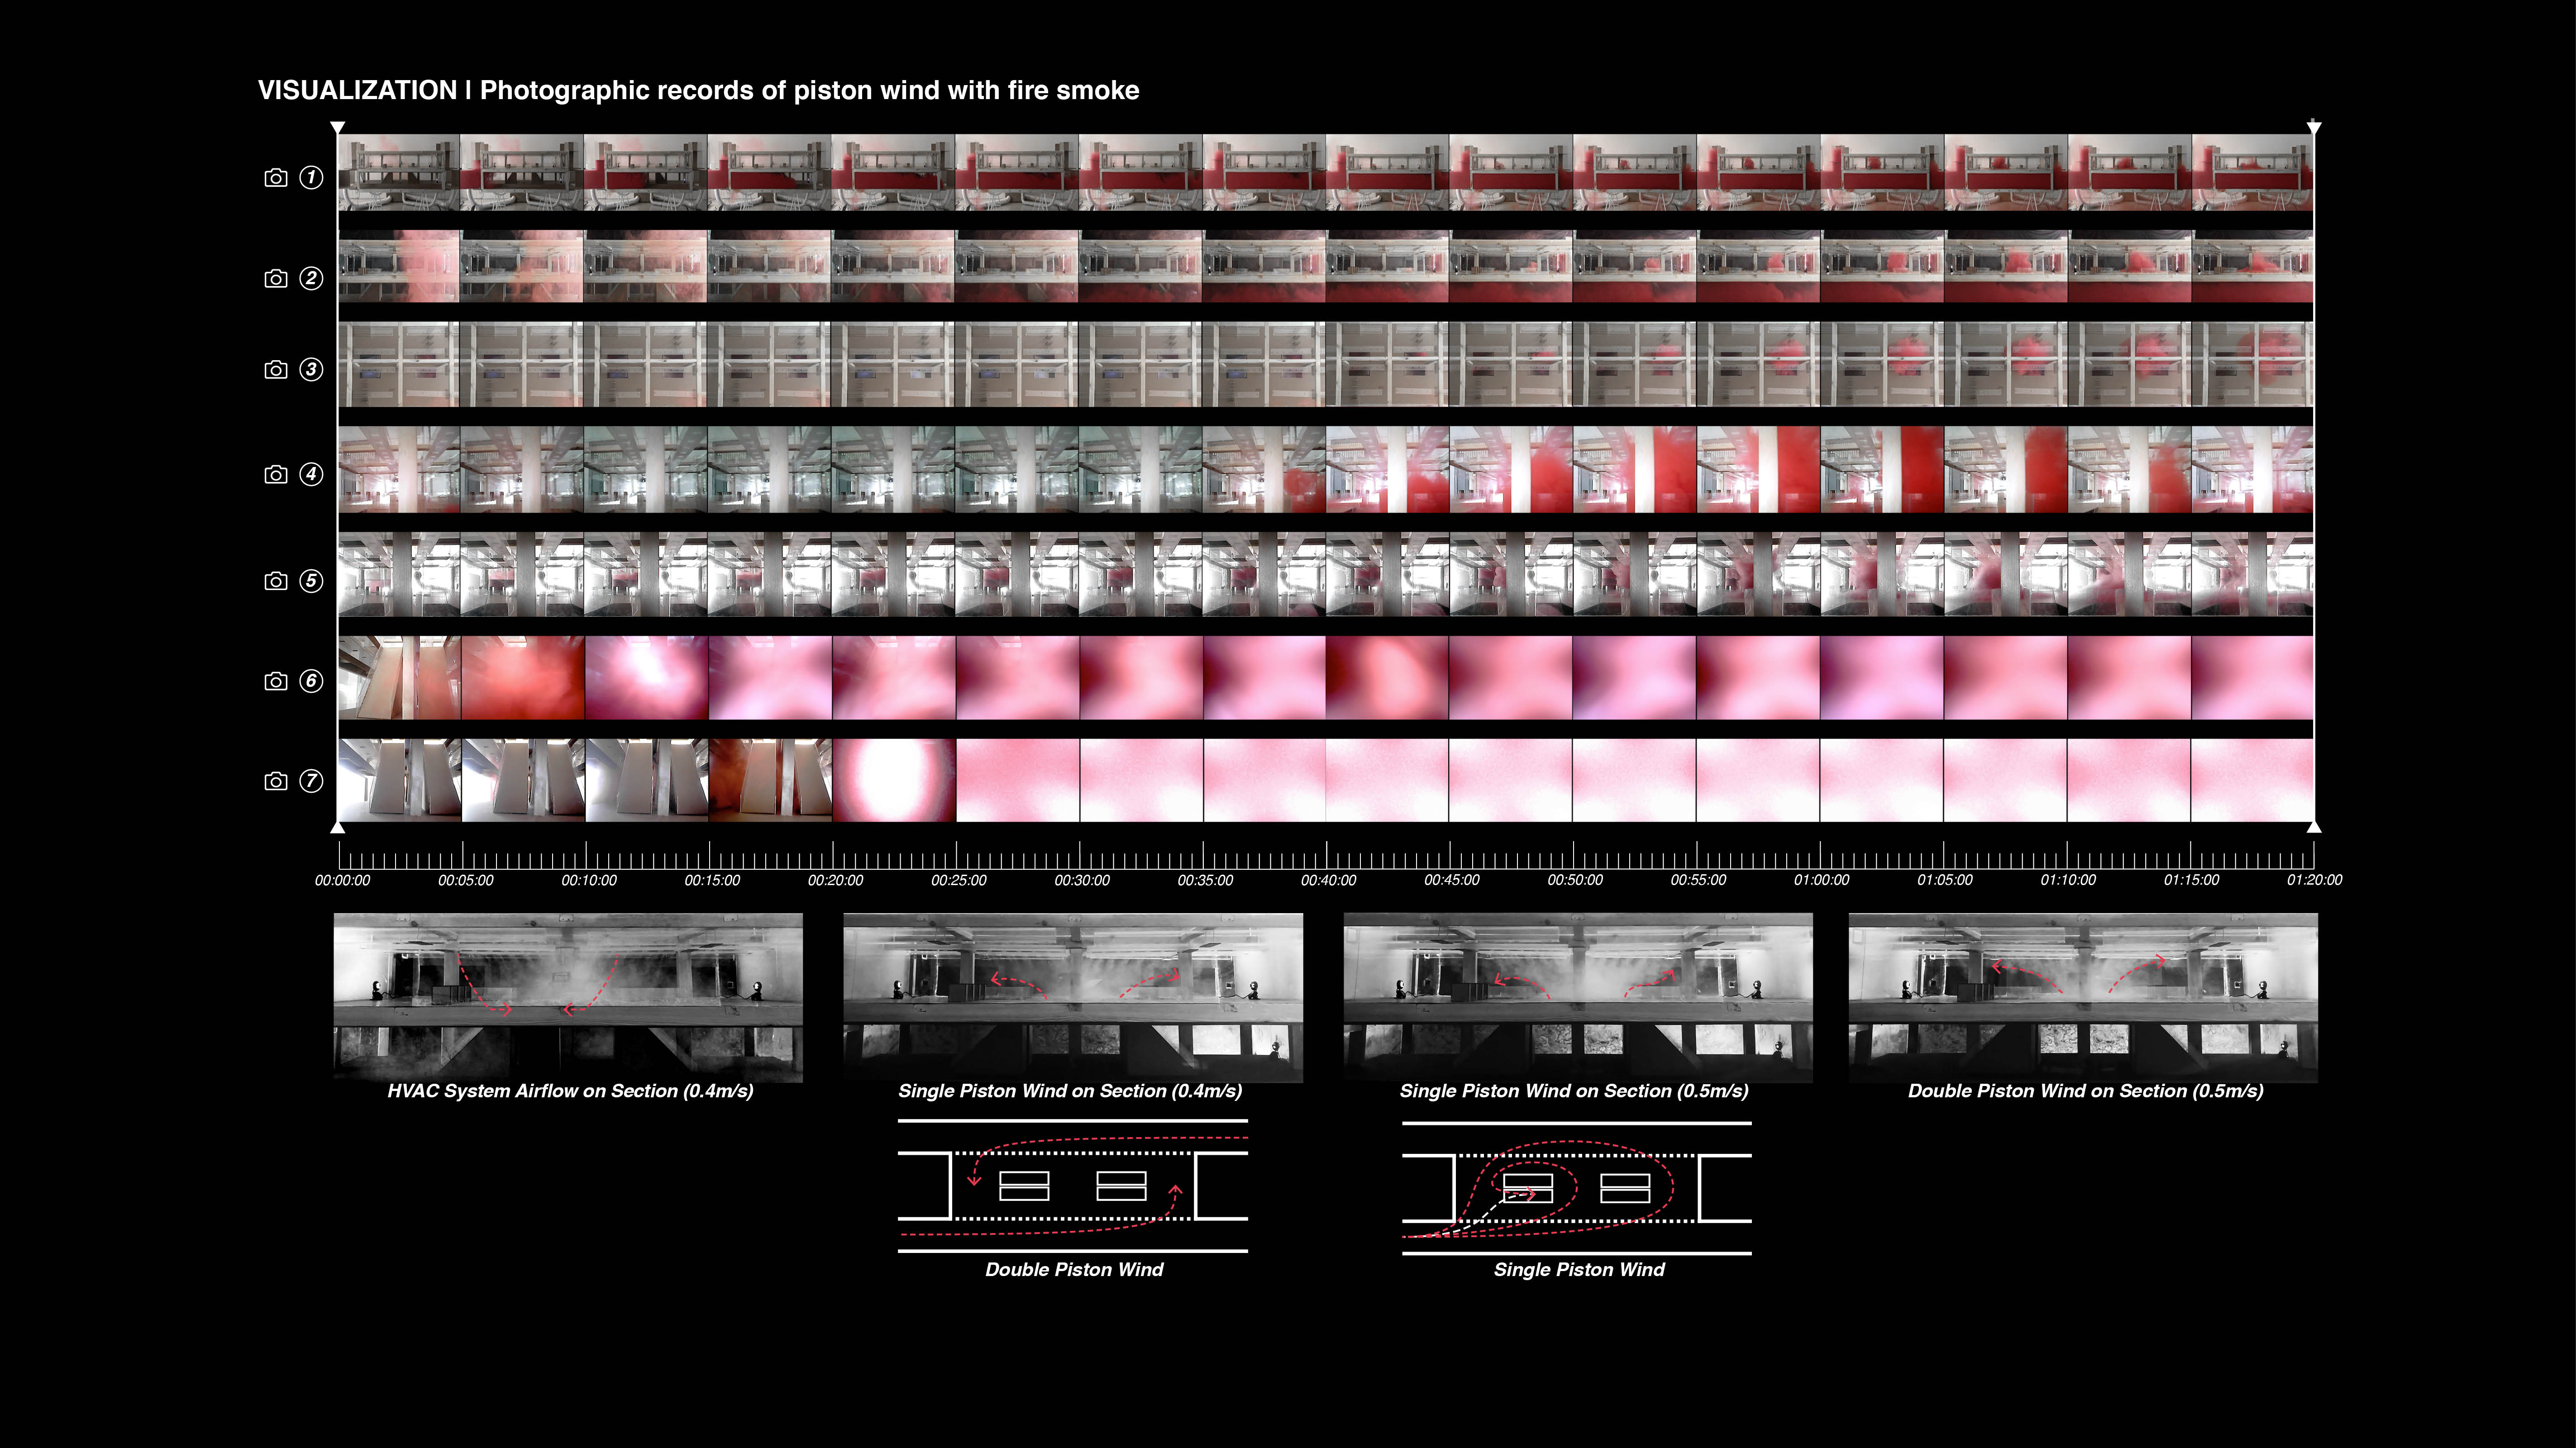 VISUALIZATION | Photographic records of piston wind with fire smoke
1
2
3
4
5
6
7
00:00:00 00:05:00 00:10:00 00:15:00 00:20:00 00:25:00 00:30:00 00:35:00 00:40:00 00:45:00 00:50:00 00:55:00 01:00:00 01:05:00 01:10:00 01:15:00 01:20:00
HVAC System Airflow on Section (0.4m/s)
Single Piston Wind on Section (0.4m/s)
Single Piston Wind on Section (0.5m/s)
Double Piston Wind on Section (0.5m/s)
Double Piston Wind
Single Piston Wind